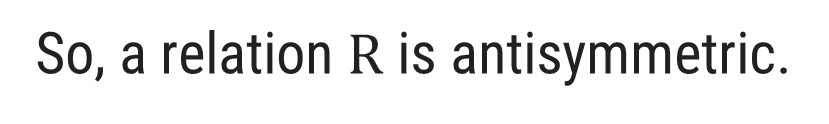 So, a relation R is antisymmetric.